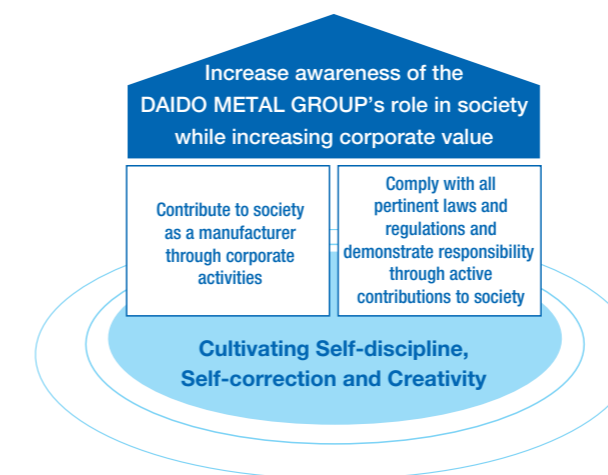 Increase awareness of the
DAIDO METAL GROUP's role in society
while increasing corporate value
Contribute to society
as a manufacturer
through corporate
activities
Comply with all
pertinent laws and
regulations and
demonstrate responsibility
through active
contributions to society
Cultivating Self-discipline,
Self-correction and Creativity